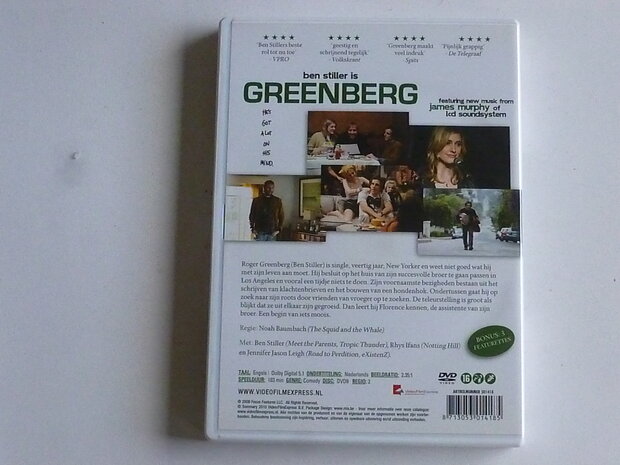 ★★★★ ★★★★ ★★★★ ★★★★
'Ben Stillers beste rol tot nu toe' - VPRO
'geestig en schrijnend tegelijk' - Volkskrant
'Greenberg maakt veel indruk' Spits
'Pijnlijk grappig' De Telegraaf
ben stiller is
GREENBERG
featuring new music from
james murphy of
lcd soundsystem
HE'S
GOT
A LOT
ON
HIS
MIND.
Roger Greenberg (Ben Stiller) is single, veertig jaar, New Yorker en weet niet goed wat hij
met zijn leven aan moet. Hij besluit op het huis van zijn succesvolle broer te gaan passen in
Los Angeles en vooral een tijdje niets te doen. Zijn voornaamste bezigheden bestaan uit het
schrijven van klachtenbrieven en het bouwen van een hondenhok. Ondertussen gaat hij op
zoek naar zijn roots door vrienden van vroeger op te zoeken. De teleurstelling is groot als
blijkt dat ze uit elkaar zijn gegroeid. Dan leert hij Florence kennen, de assistente van zijn
broer. Een begin van iets moois.
Regie: Noah Baumbach (The Squid and the Whale)
Met: Ben Stiller (Meet the Parents, Tropic Thunder), Rhys Ifans (Notting Hill)
en Jennifer Jason Leigh (Road to Perdition, eXistenZ).
BONUS: 3
FEATURETTES
TAAL: Engels | Dolby Digital 5.1 ONDERTITELING: Nederlands BEELDRATIO: 2.35:1
SPEELDUUR: 103 min GENRE: Comedy DISC: DVD9 REGIO: 2
DVD
VIDEO
16
WWW.VIDEOFILMEXPRESS.NL
8 713053 014185